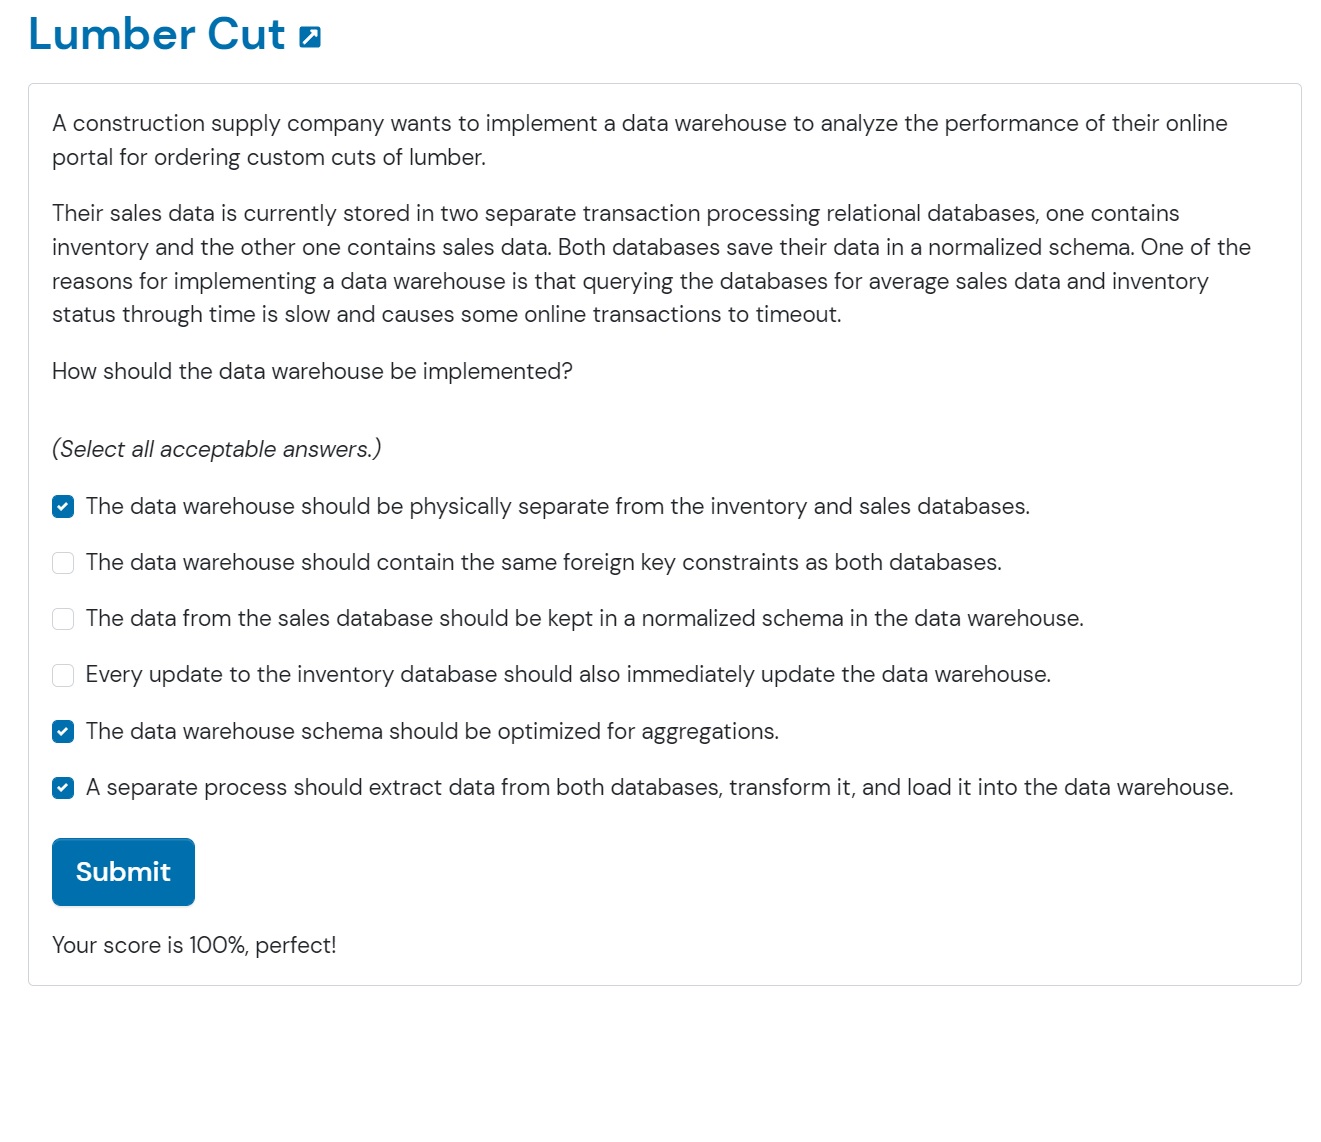 Lumber Cut
A construction supply company wants to implement a data warehouse to analyze the performance of their online
portal for ordering custom cuts of lumber.
Their sales data is currently stored in two separate transaction processing relational databases, one contains
inventory and the other one contains sales data. Both databases save their data in a normalized schema. One of the
reasons for implementing a data warehouse is that querying the databases for average sales data and inventory
status through time is slow and causes some online transactions to timeout.
How should the data warehouse be implemented?
(Select all acceptable answers.)
The data warehouse should be physically separate from the inventory and sales databases.
The data warehouse should contain the same foreign key constraints as both databases.
The data from the sales database should be kept in a normalized schema in the data warehouse.
Every update to the inventory database should also immediately update the data warehouse.
The data warehouse schema should be optimized for aggregations.
A separate process should extract data from both databases, transform it, and load it into the data warehouse.
Submit
Your score is 100%, perfect!